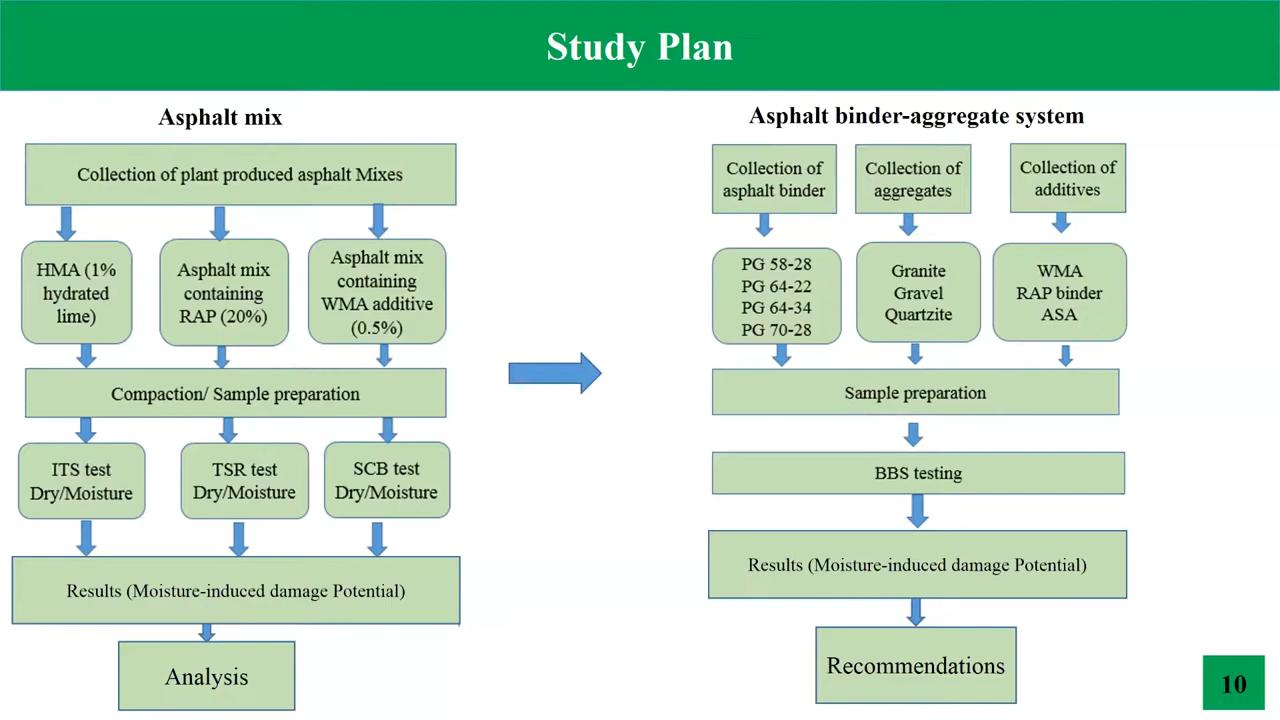 Study Plan
Asphalt mix
Collection of plant produced asphalt Mixes
HMA (1%
hydrated
lime)
Asphalt mix
containing
RAP (20%)
Asphalt mix
containing
WMA additive
(0.5%)
Compaction/ Sample preparation
ITS test
Dry/Moisture
TSR test
Dry/Moisture
SCB test
Dry/Moisture
Results (Moisture-induced damage Potential)
Analysis
Asphalt binder-aggregate system
Collection of
asphalt binder
Collection of
aggregates
Collection of
additives
PG 58-28
PG 64-22
PG 64-34
PG 70-28
Granite
Gravel
Quartzite
WMA
RAP binder
ASA
Sample preparation
BBS testing
Results (Moisture-induced damage Potential)
Recommendations
10